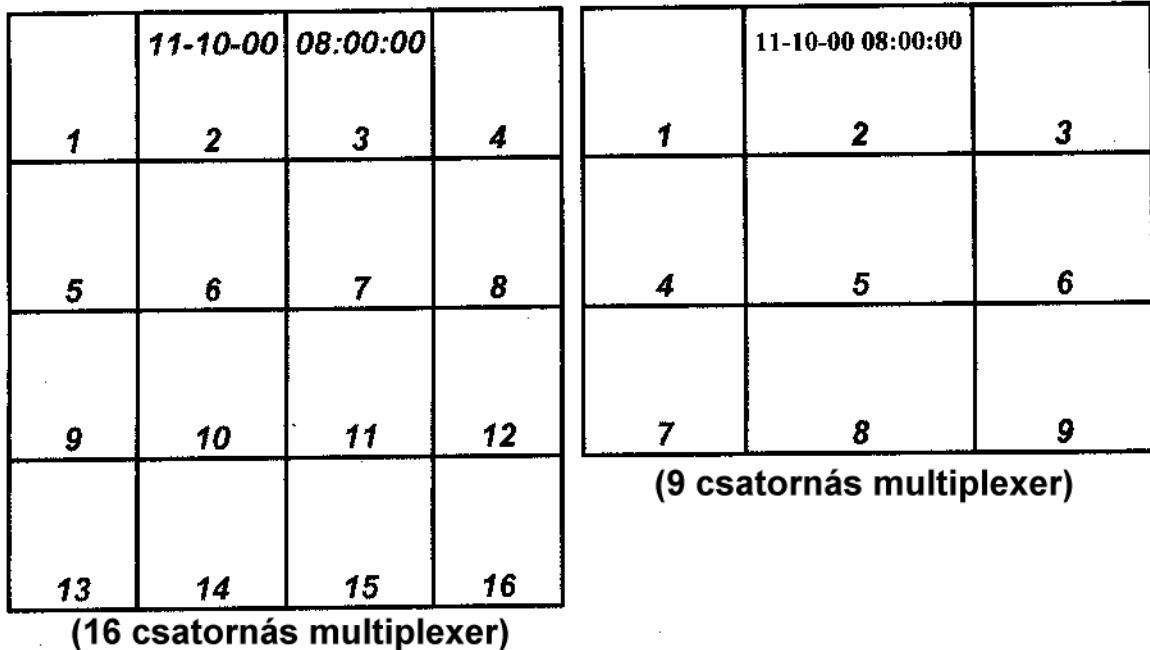 11-10-00 08:00:00
1 2 3 4
5 6 7 8
9 10 11 12
13 14 15 16
(16 csatornás multiplexer)
11-10-00 08:00:00
1 2 3
4 5 6
7 8 9
(9 csatornás multiplexer)